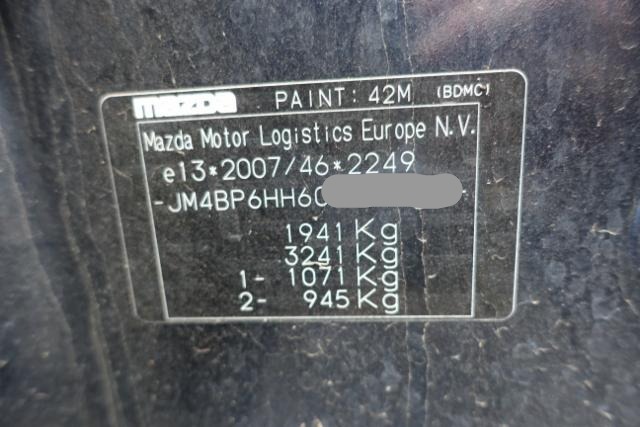 mazda PAINT: 42M (BDMC)
Mazda Motor Logistics Europe N.V.
e13*2007/46*2249
-JM4BP6HH60
1941 Kg
3241 Kg
1- 1071 Kg
2- 945 Kg